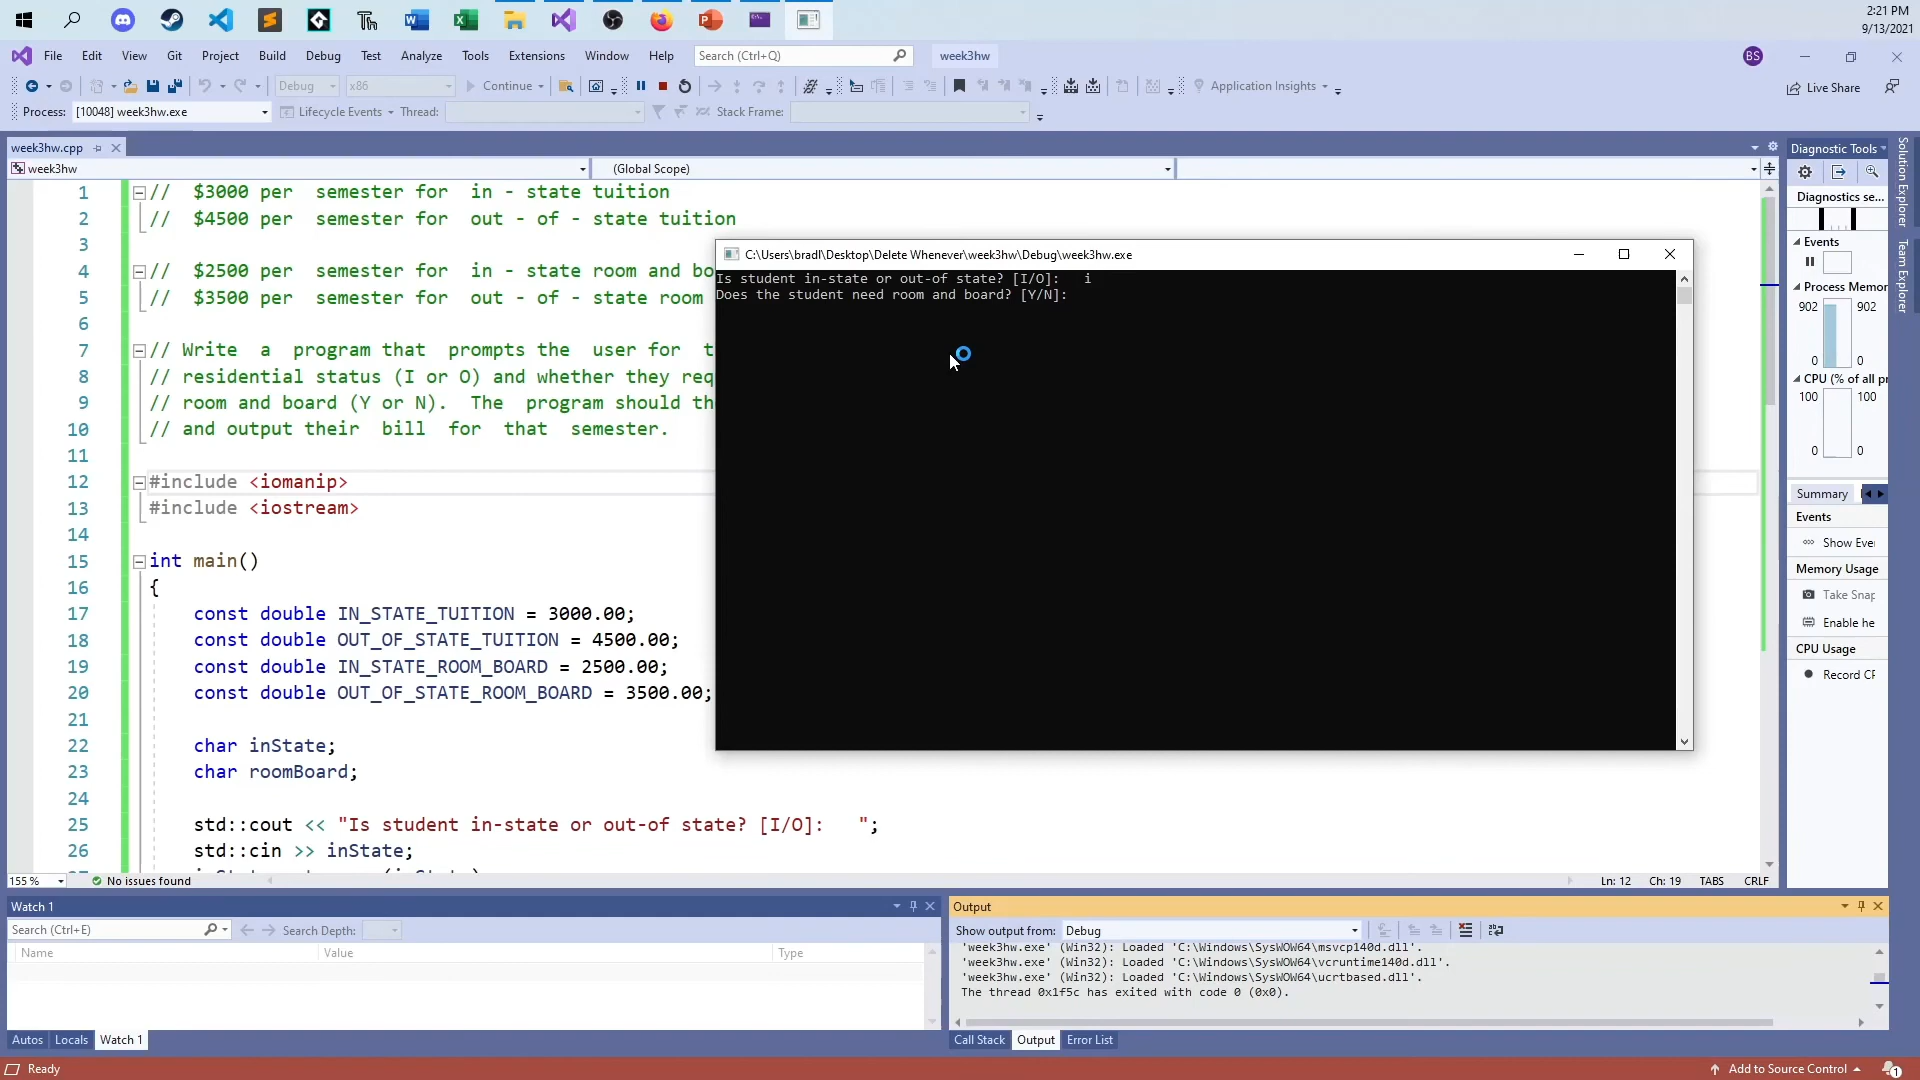 2:21 PM
9/13/2021
File Edit View Git Project Build Debug Test Analyze Tools Extensions Window Help Search (Ctrl+Q) week3hw BS
Debug x86 Continue Application Insights Live Share
Process: [10048] week3hw.exe Lifecycle Events Thread: Stack Frame:
week3hw.cpp
week3hw (Global Scope)
1 // $3000 per semester for in - state tuition
2 // $4500 per semester for out - of - state tuition
3
4 // $2500 per semester for in - state room and bo
5 // $3500 per semester for out - of - state room
6
7 // Write a program that prompts the user for t
8 // residential status (I or O) and whether they req
9 // room and board (Y or N). The program should th
10 // and output their bill for that semester.
11
12 #include <iomanip>
13 #include <iostream>
14
15 int main()
16 {
17 const double IN_STATE_TUITION = 3000.00;
18 const double OUT_OF_STATE_TUITION = 4500.00;
19 const double IN_STATE_ROOM_BOARD = 2500.00;
20 const double OUT_OF_STATE_ROOM_BOARD = 3500.00;
21
22 char inState;
23 char roomBoard;
24
25 std::cout << "Is student in-state or out-of state? [I/O]:   ";
26 std::cin >> inState;
C:\Users\bradl\Desktop\Delete Whenever\week3hw\Debug\week3hw.exe
Is student in-state or out-of state? [I/O]:   i
Does the student need room and board? [Y/N]:
Diagnostic Tools
Diagnostics se...
Events
Process Memor
902 902
0 0
CPU (% of all pr
100 100
0 0
Summary
Events
Show Eve
Memory Usage
Take Snap
Enable he
CPU Usage
Record CF
Solution Explorer
Team Explorer
155 % No issues found Ln: 12 Ch: 19 TABS CRLF
Watch 1
Search (Ctrl+E) Search Depth:
Name Value Type
Autos Locals Watch 1
Output
Show output from: Debug
'week3hw.exe' (Win32): Loaded 'C:\Windows\SysWOW64\msvcp140d.dll'.
'week3hw.exe' (Win32): Loaded 'C:\Windows\SysWOW64\vcruntime140d.dll'.
'week3hw.exe' (Win32): Loaded 'C:\Windows\SysWOW64\ucrtbased.dll'.
The thread 0x1f5c has exited with code 0 (0x0).
Call Stack Output Error List
Ready Add to Source Control 1